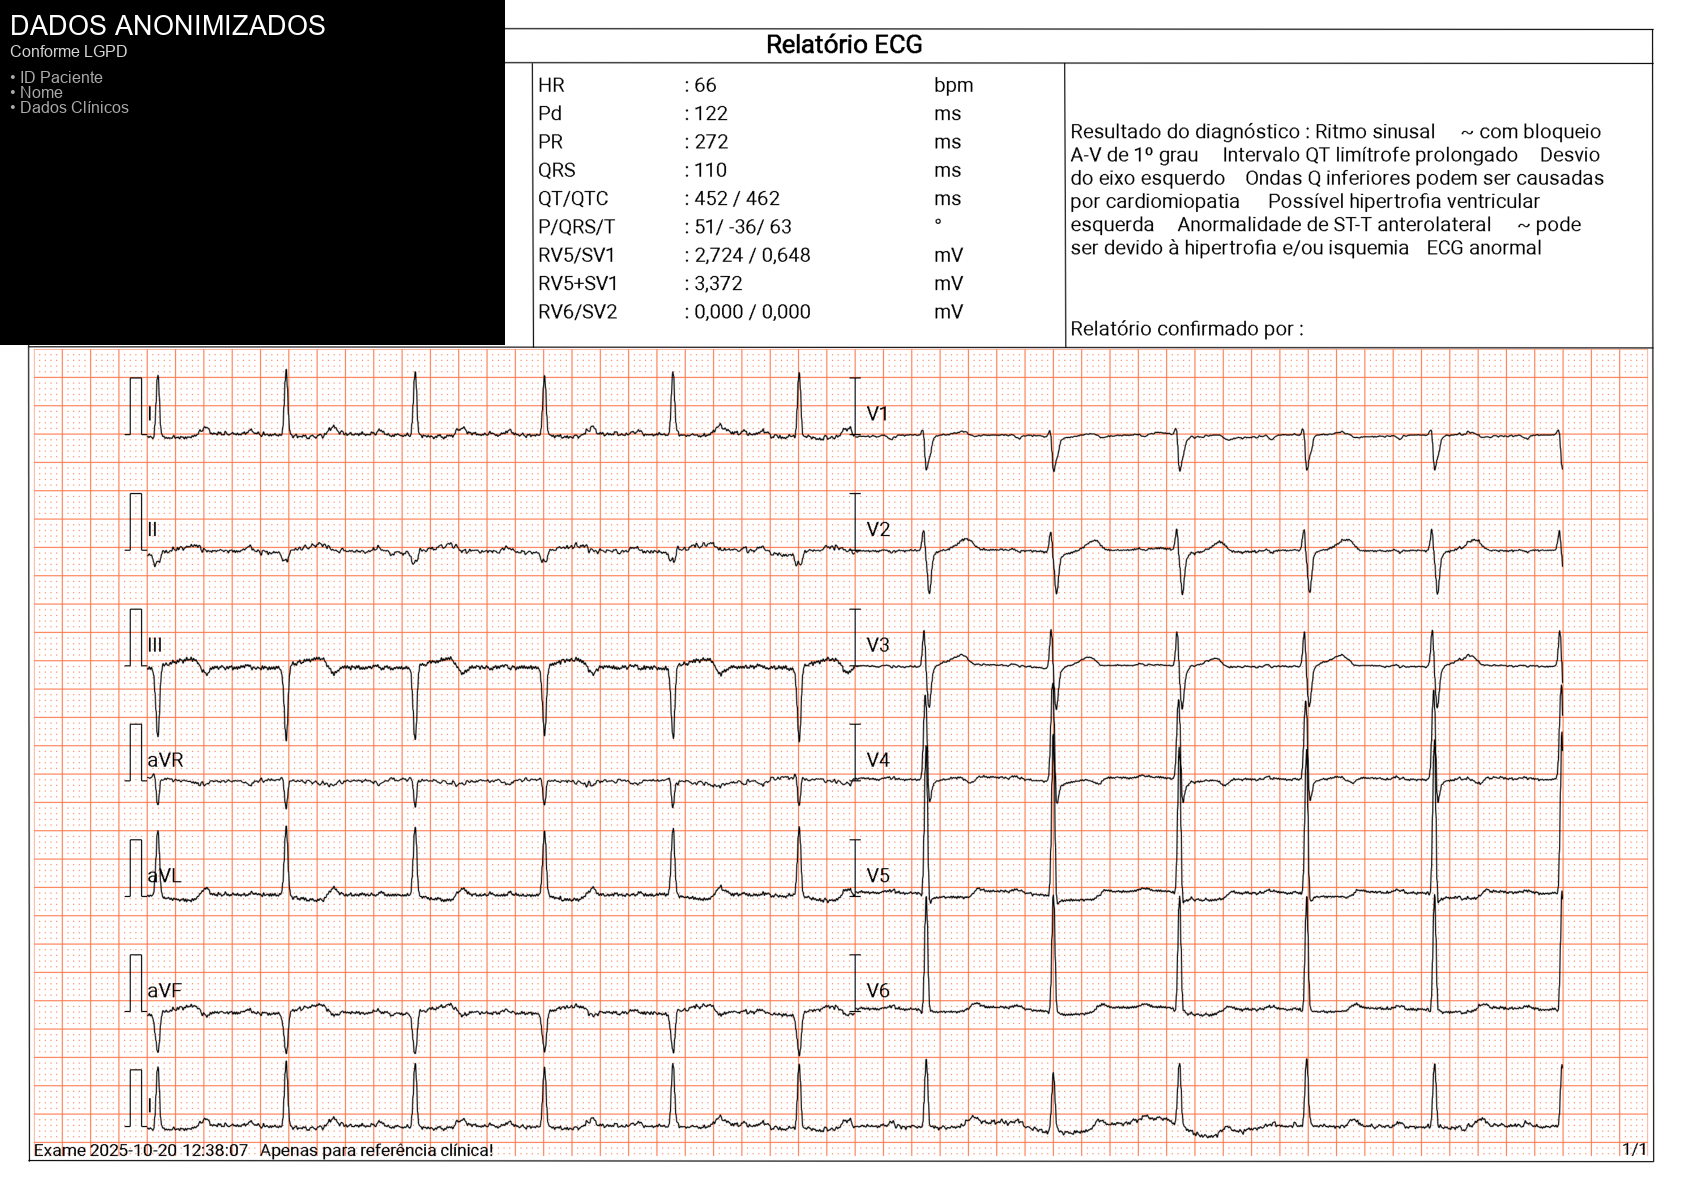 DADOS ANONIMIZADOS
Conforme LGPD
• ID Paciente
• Nome
• Dados Clínicos
Relatório ECG
HR : 66 bpm
Pd : 122 ms
PR : 272 ms
QRS : 110 ms
QT/QTC : 452 / 462 ms
P/QRS/T : 51/ -36/ 63 °
RV5/SV1 : 2,724 / 0,648 mV
RV5+SV1 : 3,372 mV
RV6/SV2 : 0,000 / 0,000 mV
Resultado do diagnóstico : Ritmo sinusal ~ com bloqueio
A-V de 1º grau Intervalo QT limítrofe prolongado Desvio
do eixo esquerdo Ondas Q inferiores podem ser causadas
por cardiomiopatia Possível hipertrofia ventricular
esquerda Anormalidade de ST-T anterolateral ~ pode
ser devido à hipertrofia e/ou isquemia ECG anormal
Relatório confirmado por :
I V1
II V2
III V3
aVR V4
aVL V5
aVF V6
I
Exame 2025-10-20 12:38:07 Apenas para referência clínica! 1/1